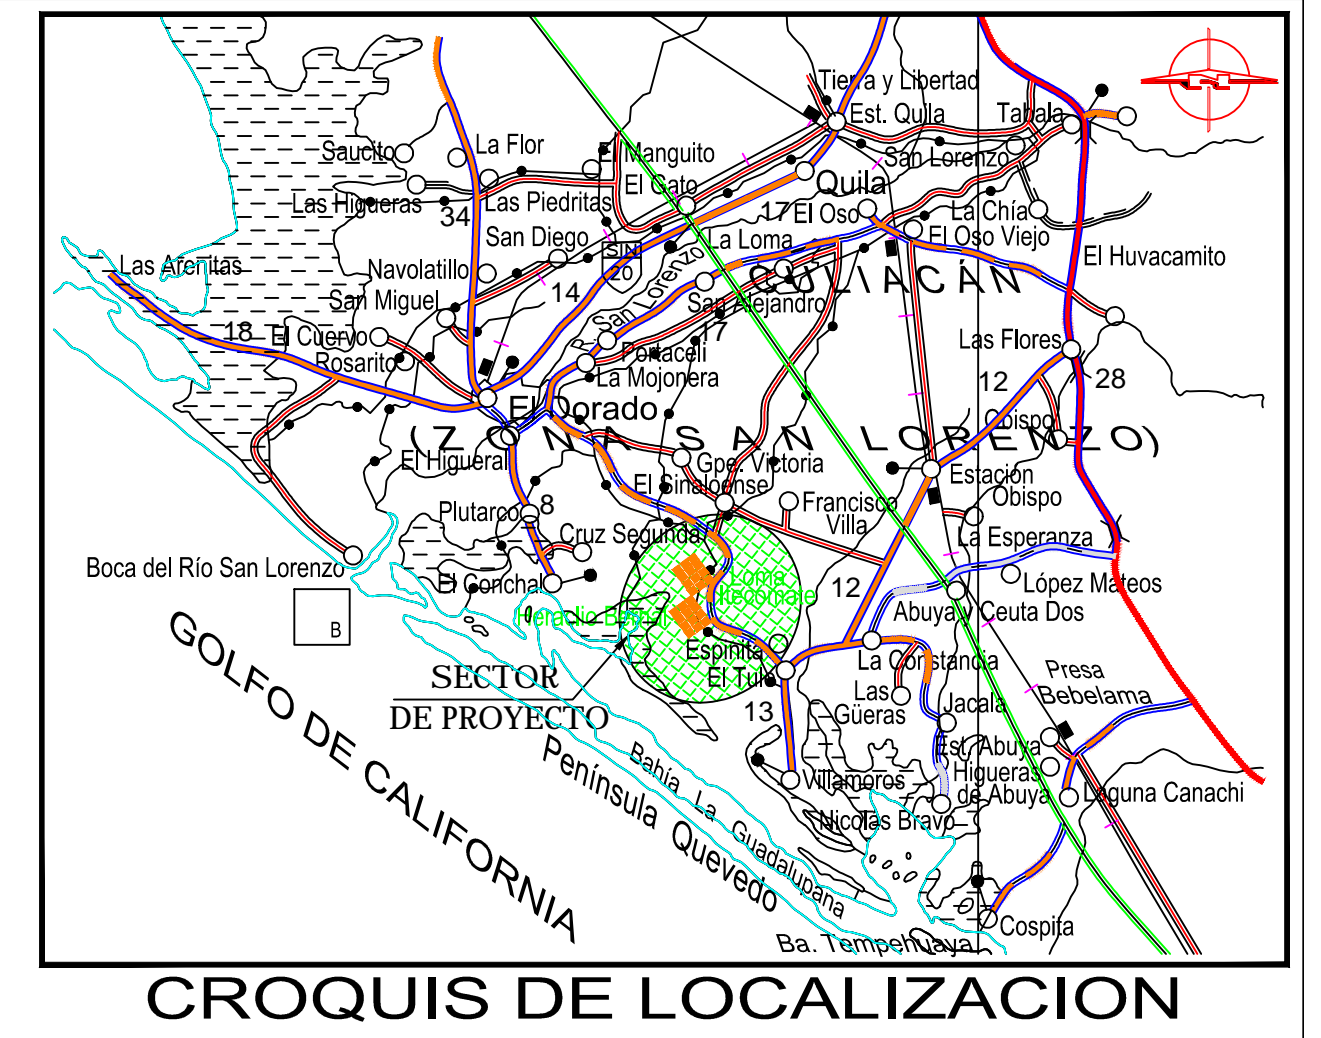 Tierra y Libertad
Est. Quila
Tabala
Saucito
La Flor
El Manguito
San Lorenzo
El Gato
Quila
Las Higueras
34
Las Piedritas
17
El Oso
La Chía
El Oso Viejo
San Diego
SIN
20
La Loma
El Huvacamito
Las Arenitas
Navolatillo
R. San Lorenzo
CULIACÁN
San Miguel
14
San Alejandro
18
El Cuervo
17
Rosarito
Portaceli
La Mojonera
Las Flores
12
28
El Dorado
Obispo
(ZONA SAN LORENZO)
El Higueral
Gpe. Victoria
El Sinaloense
Estación
Obispo
Plutarco
8
Francisco
Villa
Cruz Segunda
La Esperanza
Boca del Río San Lorenzo
El Conchal
Loma
Itecomate
12
López Mateos
Abuya y Ceuta Dos
Heraclio Bernal
B
Espinita
El Tule
La Constancia
SECTOR
DE PROYECTO
Presa
Bebelama
Las
Güeras
Jacala
13
Est. Abuya
Higueras
de Abuya
Villamoros
Laguna Canachi
Nicolás Bravo
GOLFO DE CALIFORNIA
Península Quevedo
Bahía La Guadalupana
Cospita
Ba. Tempehuaya
CROQUIS DE LOCALIZACION